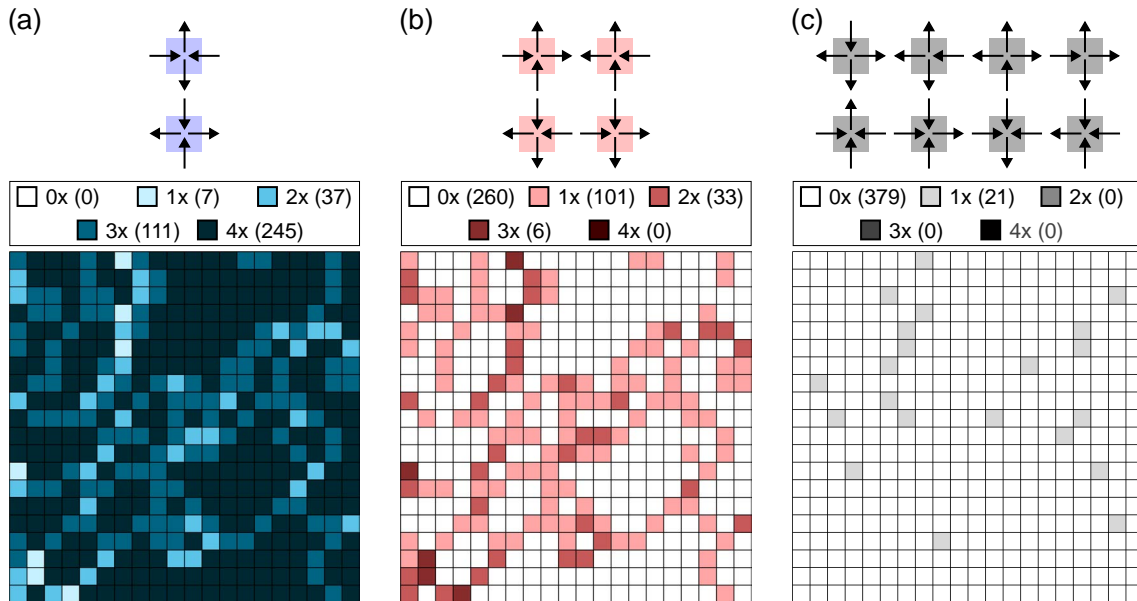 (a)
0x (0) 1x (7) 2x (37)
3x (111) 4x (245)
(b)
0x (260) 1x (101) 2x (33)
3x (6) 4x (0)
(c)
0x (379) 1x (21) 2x (0)
3x (0) 4x (0)